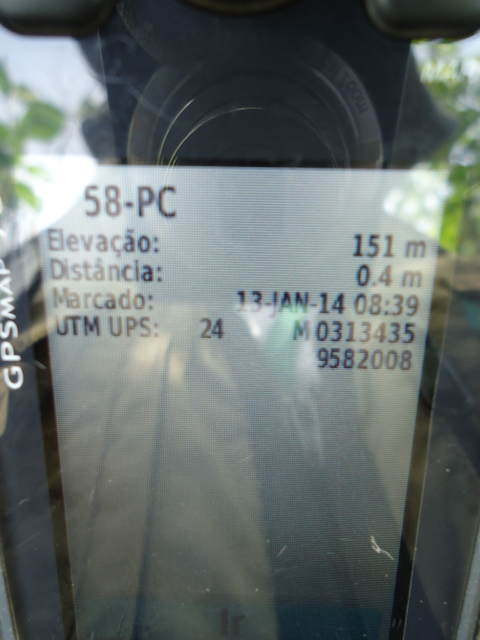 58-PC
Elevação: 151 m
Distância: 0.4 m
Marcado: 13-JAN-14 08:39
UTM UPS: 24 M 0313435
9582008
Ir
GPSMAP